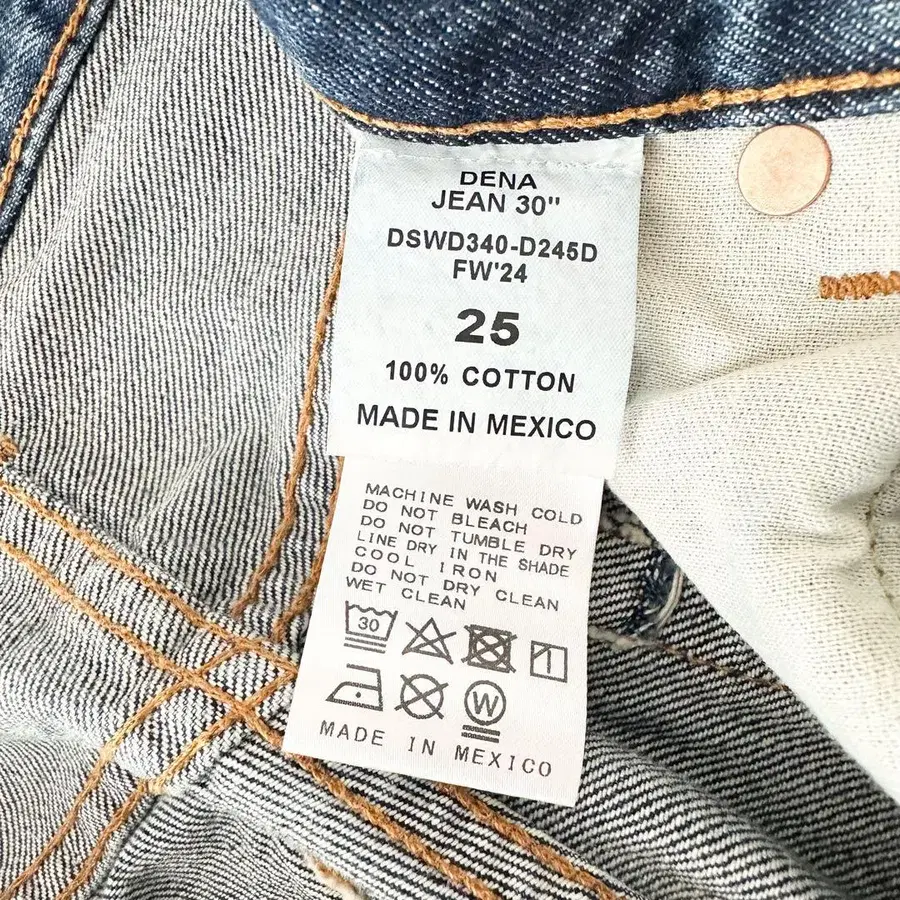 DENA
JEAN 30"
DSWD340-D245D
FW'24
25
100% COTTON
MADE IN MEXICO
MACHINE WASH COLD
DO NOT BLEACH
DO NOT TUMBLE DRY
LINE DRY IN THE SHADE
COOL IRON
DO NOT DRY CLEAN
WET CLEAN
30
W
MADE IN MEXICO